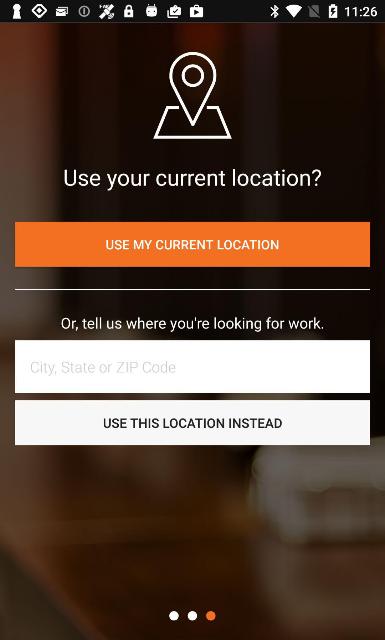 11:26
Use your current location?
USE MY CURRENT LOCATION
Or, tell us where you're looking for work.
City, State or ZIP Code
USE THIS LOCATION INSTEAD